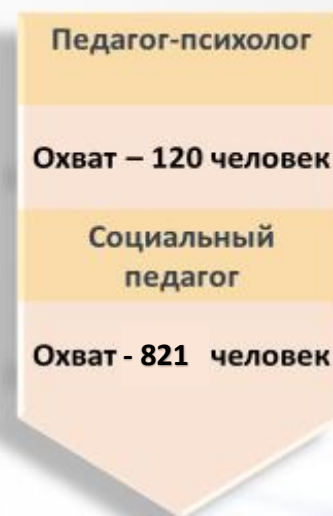 Педагог-психолог
Охват – 120 человек
Социальный
педагог
Охват - 821 человек